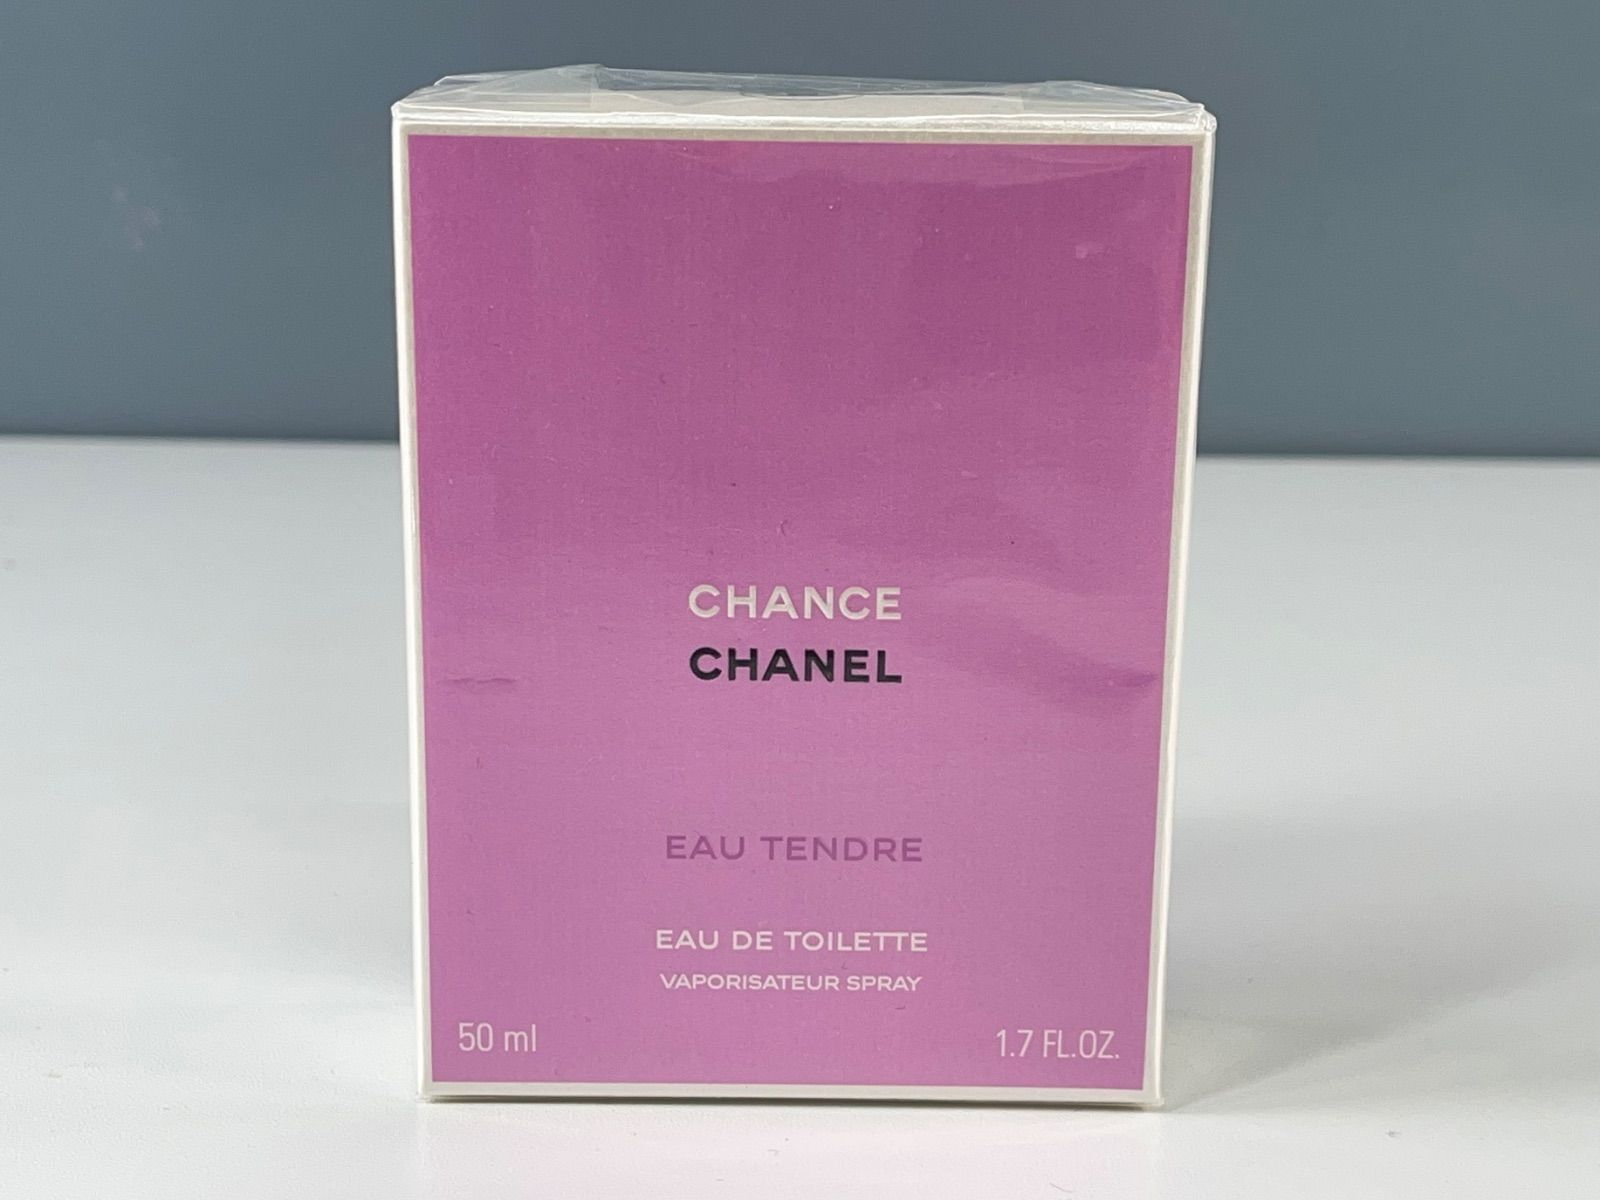 CHANCE
CHANEL
EAU TENDRE
EAU DE TOILETTE
VAPORISATEUR SPRAY
50 ml 1.7 FL.OZ.